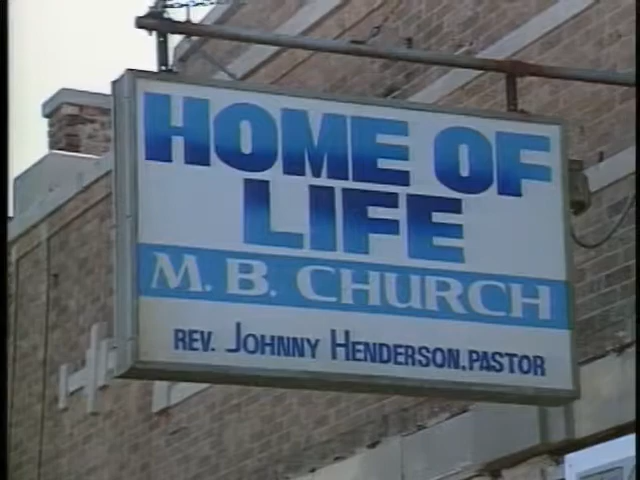 HOME OF
LIFE
M. B. CHURCH
REV. JOHNNY HENDERSON, PASTOR